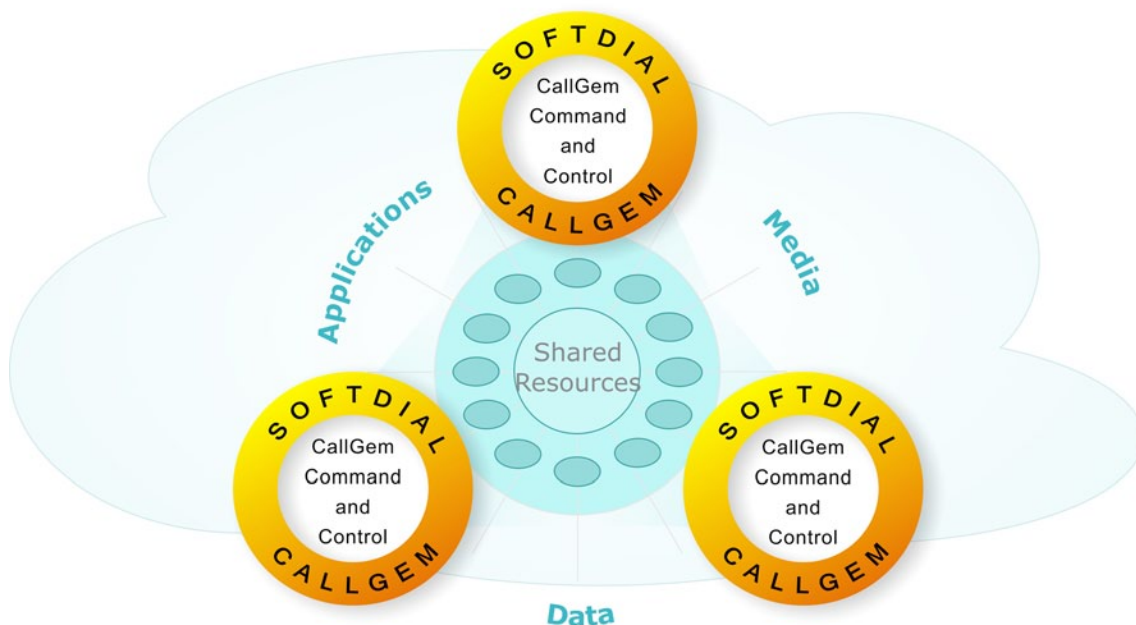 SOFTDIAL
CallGem
Command
and
Control
CALLGEM
Applications
Media
Shared
Resources
SOFTDIAL
CallGem
Command
and
Control
CALLGEM
SOFTDIAL
CallGem
Command
and
Control
CALLGEM
Data